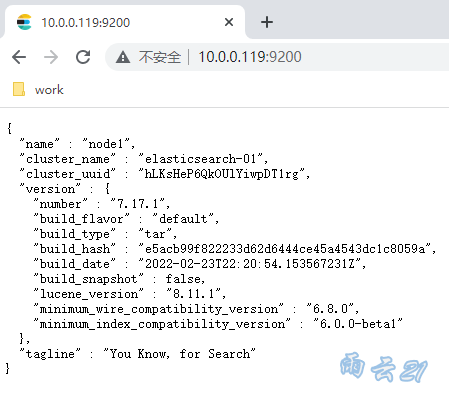 10.0.0.119:9200
不安全 | 10.0.0.119:9200
work
{
  "name" : "node1",
  "cluster_name" : "elasticsearch-01",
  "cluster_uuid" : "hLKsHeP6QkOUlYiwpDT1rg",
  "version" : {
    "number" : "7.17.1",
    "build_flavor" : "default",
    "build_type" : "tar",
    "build_hash" : "e5acb99f822233d62d6444ce45a4543dc1c8059a",
    "build_date" : "2022-02-23T22:20:54.153567231Z",
    "build_snapshot" : false,
    "lucene_version" : "8.11.1",
    "minimum_wire_compatibility_version" : "6.8.0",
    "minimum_index_compatibility_version" : "6.0.0-beta1"
  },
  "tagline" : "You Know, for Search"
}
雨云21